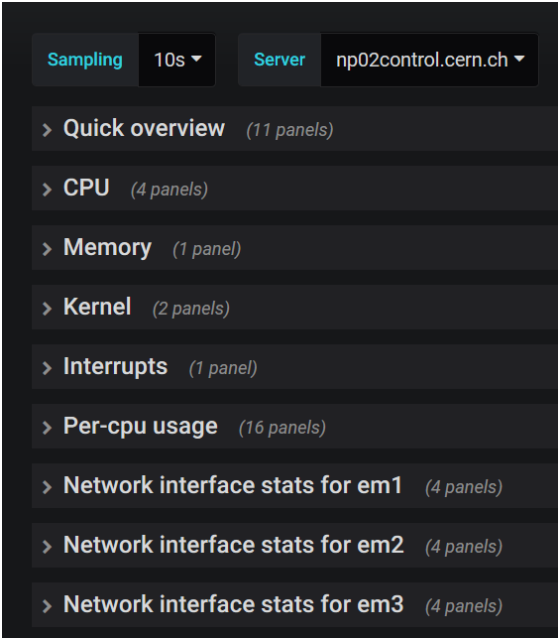 Sampling 10s Server np02control.cern.ch
Quick overview (11 panels)
CPU (4 panels)
Memory (1 panel)
Kernel (2 panels)
Interrupts (1 panel)
Per-cpu usage (16 panels)
Network interface stats for em1 (4 panels)
Network interface stats for em2 (4 panels)
Network interface stats for em3 (4 panels)